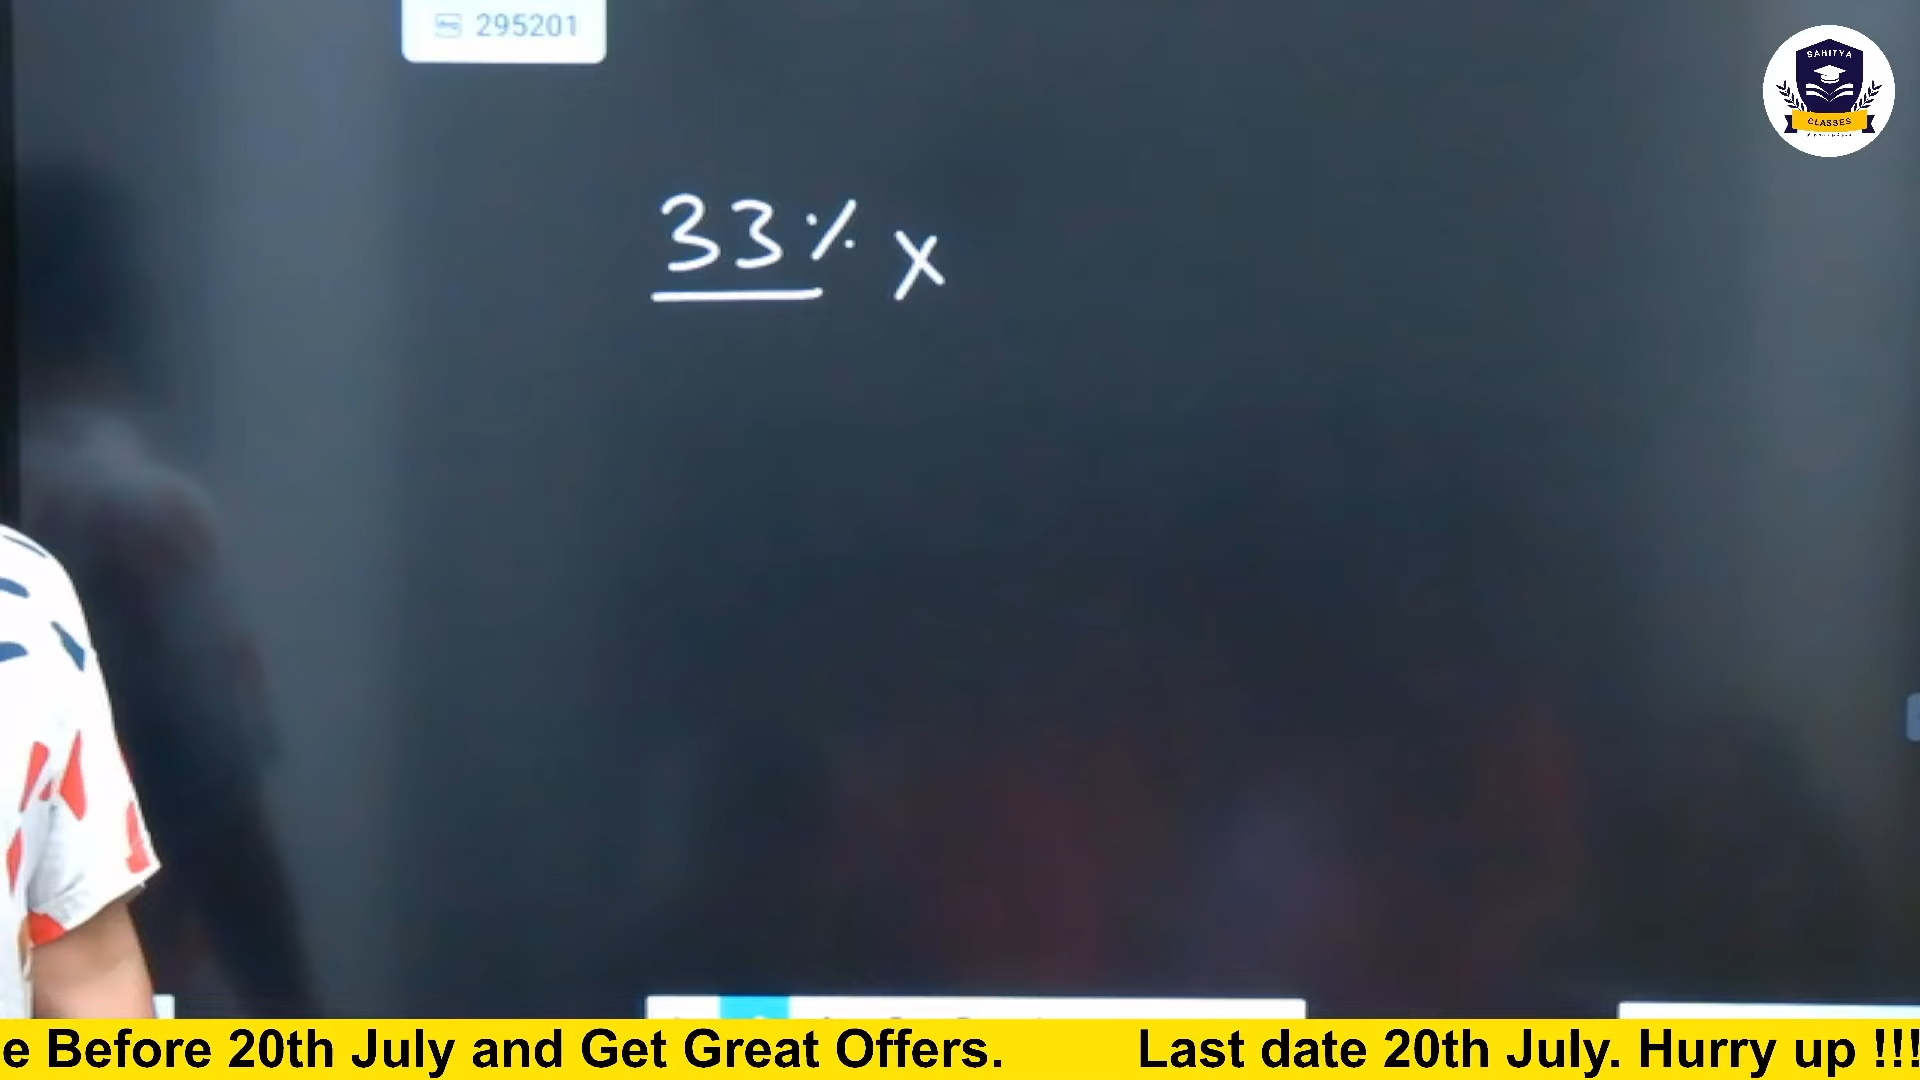 295201
SAHITYA
CLASSES
33% x
e Before 20th July and Get Great Offers. Last date 20th July. Hurry up !!!